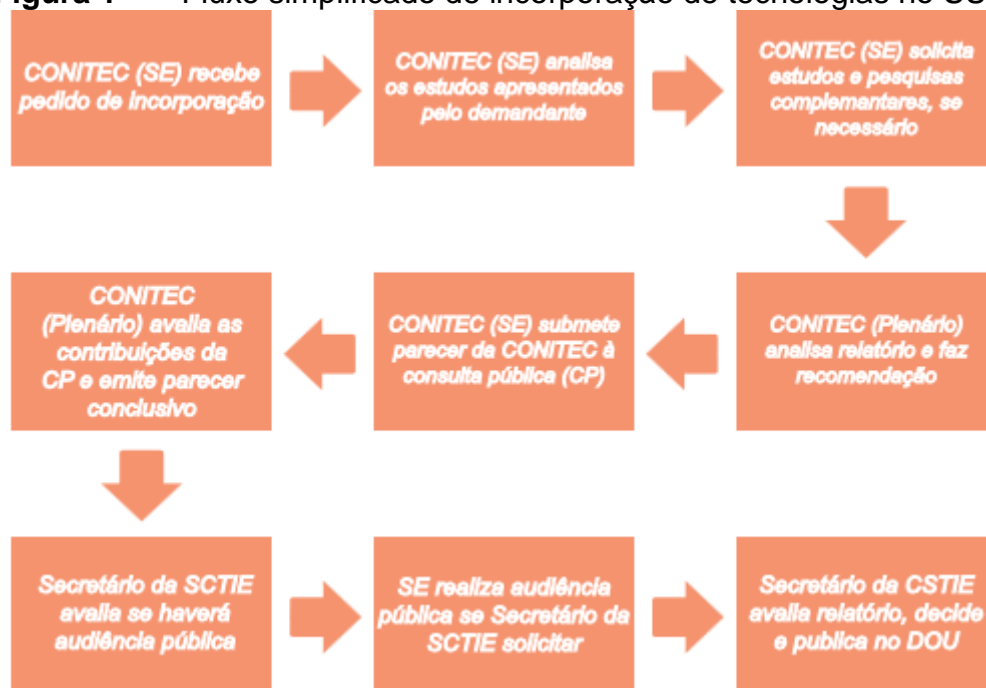 Fluxo simplificado de incorporação de tecnologias no
CONITEC (SE) recebe
pedido de incorporação
CONITEC (SE) analisa
os estudos apresentados
pelo demandante
CONITEC (SE) solicita
estudos e pesquisas
complemantares, se
necessário
CONITEC (Plenário)
analisa relatório e faz
recomendação
CONITEC (SE) submete
parecer da CONITEC à
consulta pública (CP)
CONITEC
(Plenário) avalia as
contribuições da
CP e emite parecer
conclusivo
Secretário da SCTIE
avalia se haverá
audiência pública
SE realiza audiência
pública se Secretário da
SCTIE solicitar
Secretário da CSTIE
avalia relatório, decide
e publica no DOU